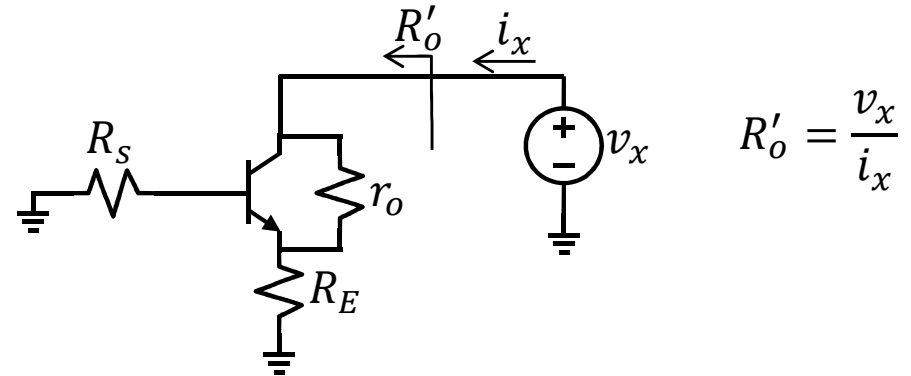 R'_o
i_x
R_s
r_o
+
−
v_x
R'_o = v_x / i_x
R_E